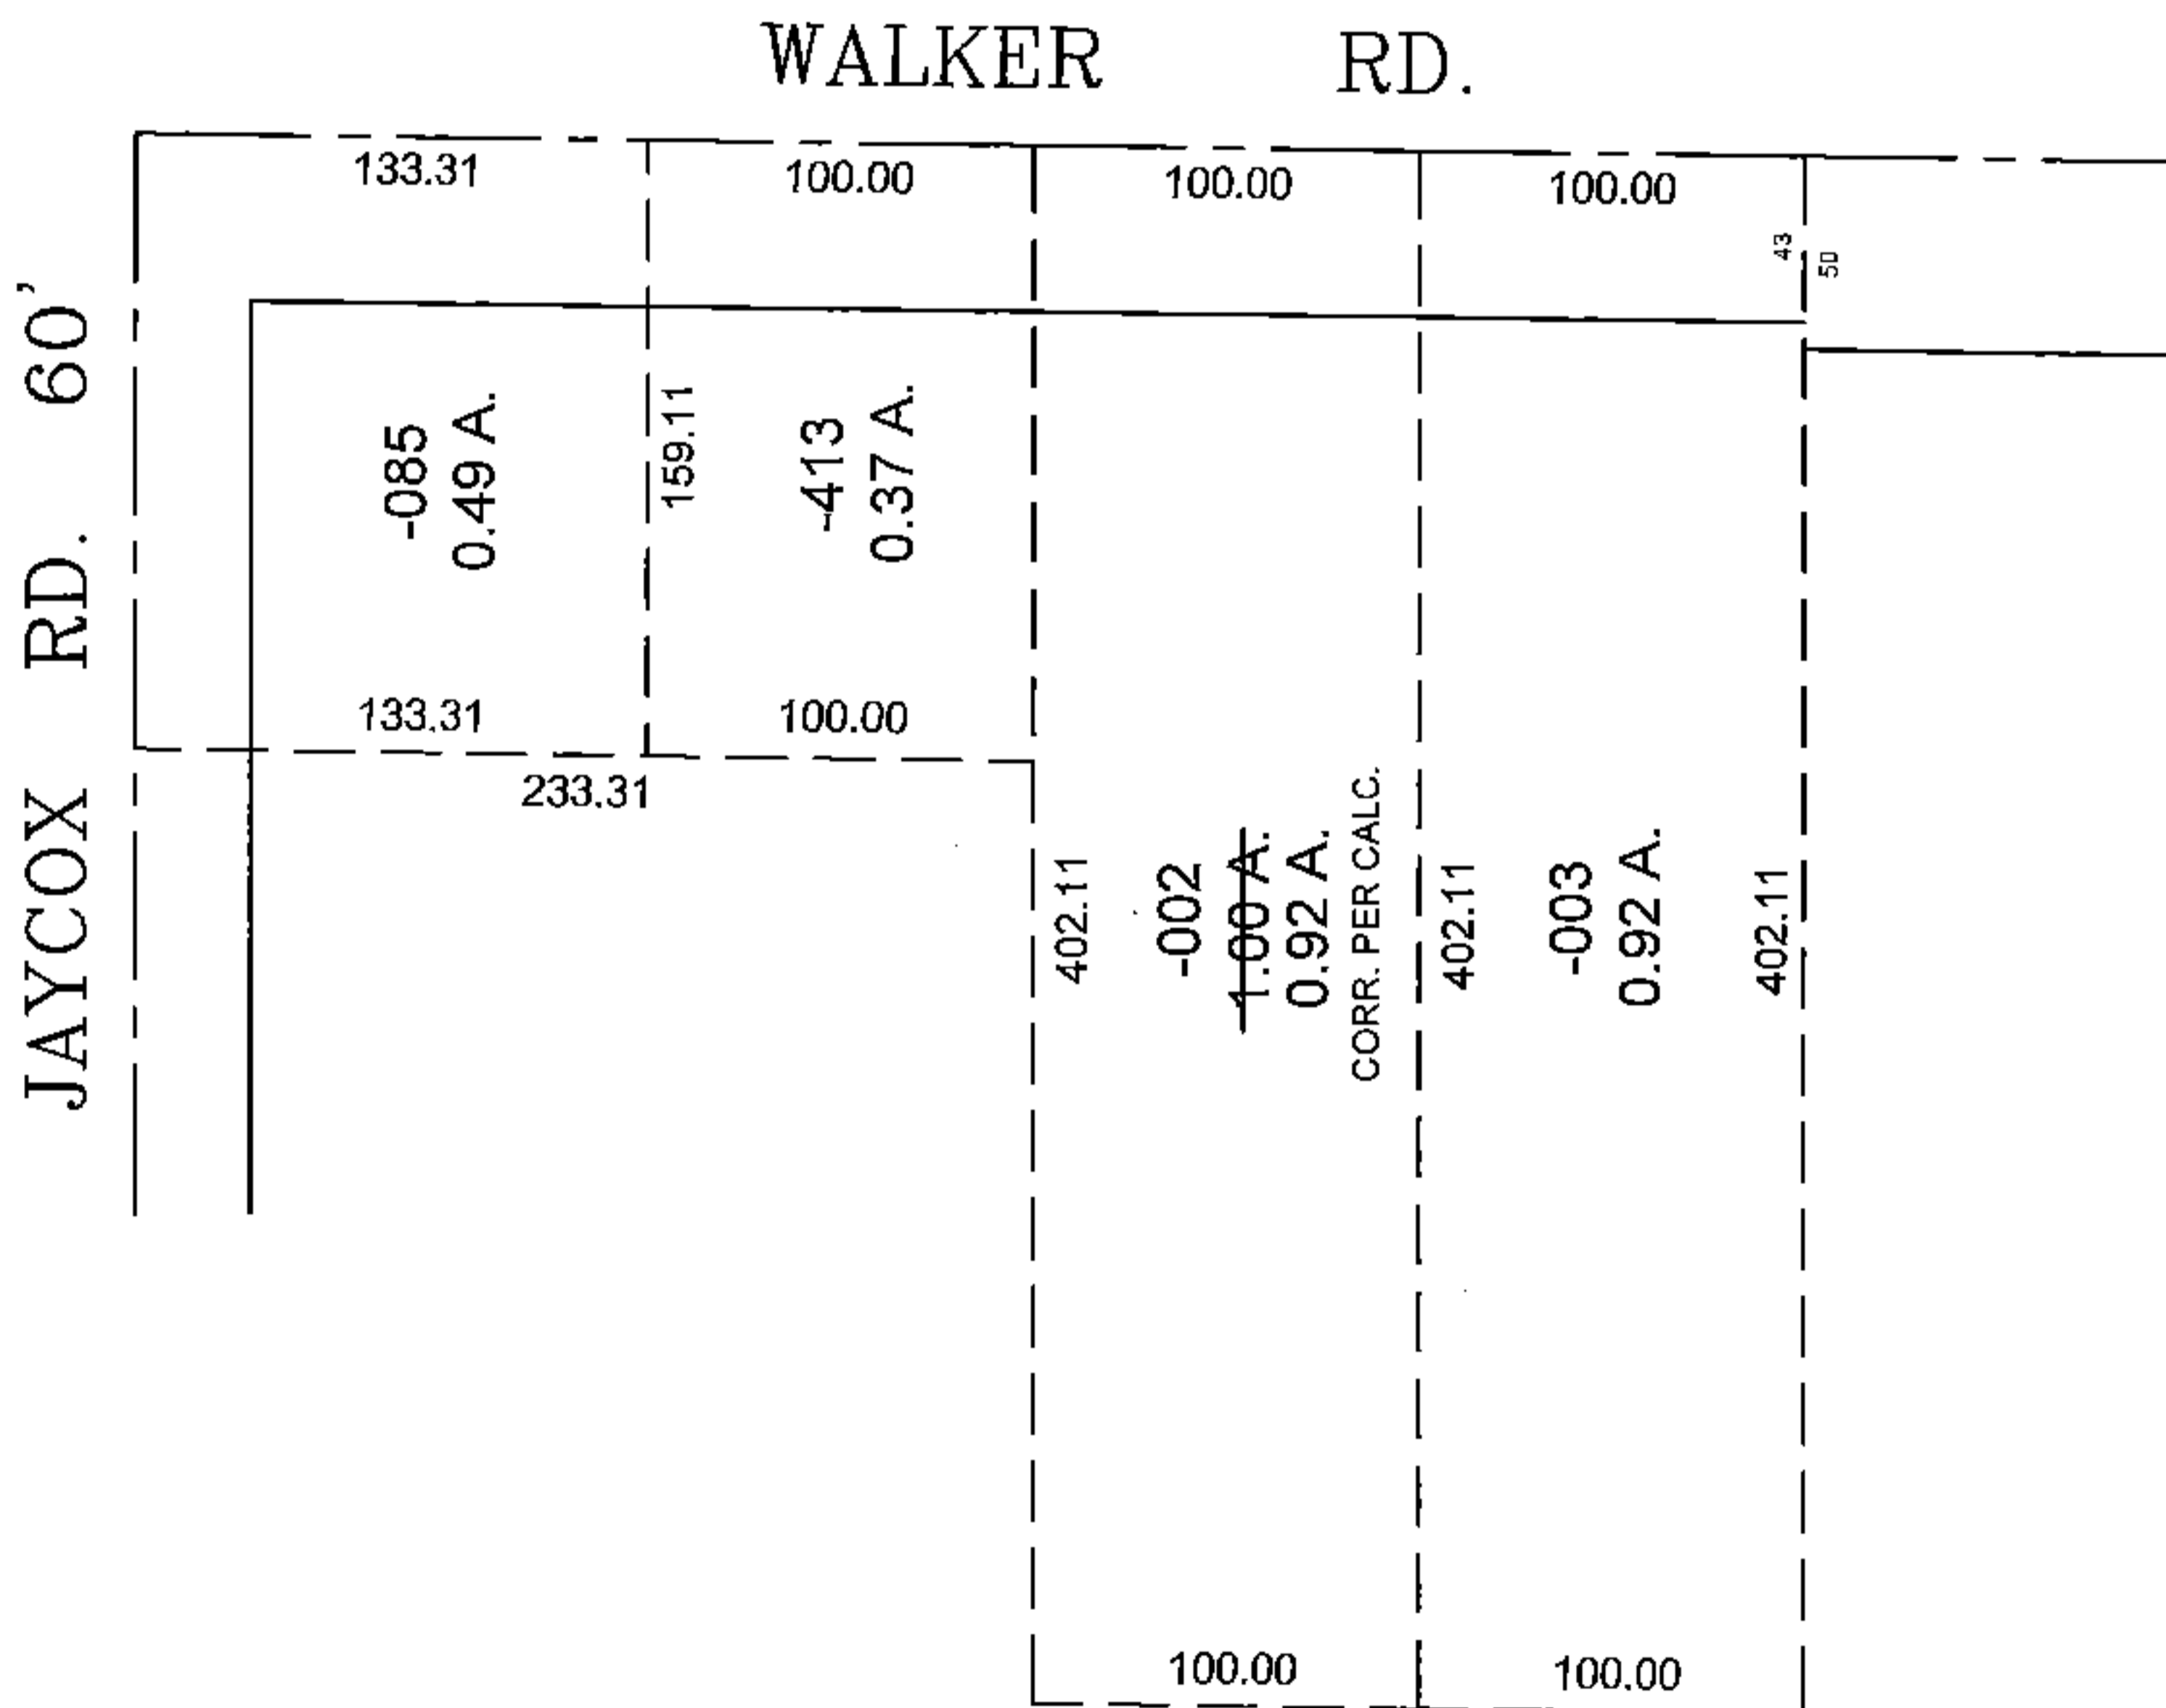 WALKER RD.
133.31
100.00
100.00
100.00
43
50
JAYCOX RD. 60'
-085
0.49 A.
159.11
-413
0.37 A.
133.31
100.00
233.31
402.11
-002
1.00 A.
0.92 A.
CORR. PER CALC.
402.11
-003
0.92 A.
402.11
100.00
100.00